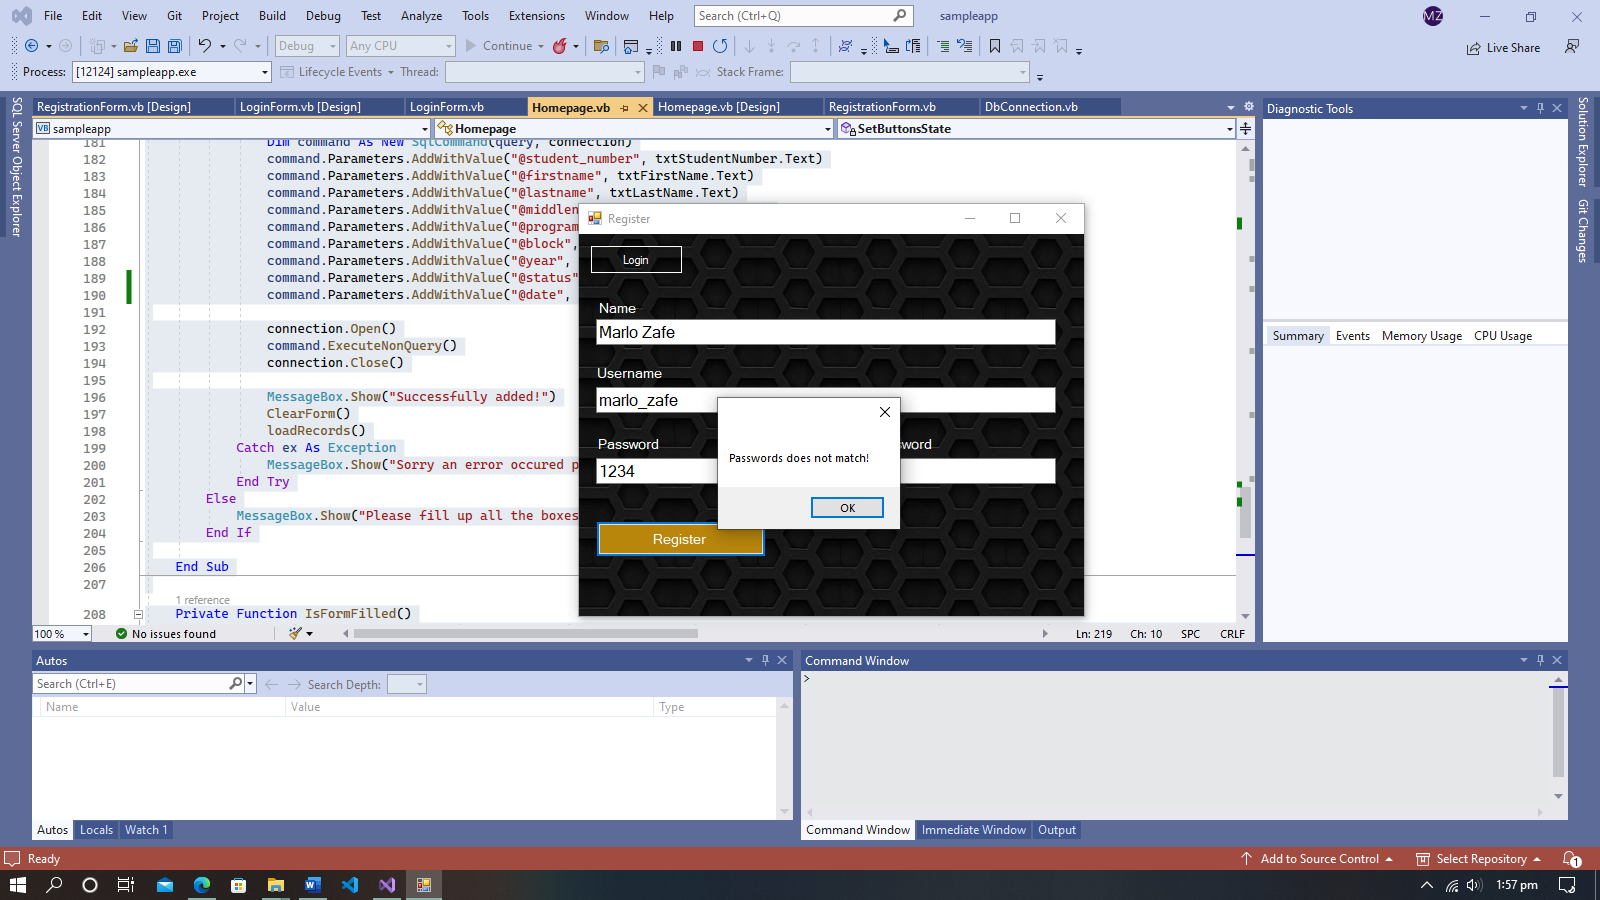 File Edit View Git Project Build Debug Test Analyze Tools Extensions Window Help Search (Ctrl+Q) sampleapp MZ
Debug Any CPU Continue Live Share
Process: [12124] sampleapp.exe Lifecycle Events Thread: Stack Frame:
SQL Server Object Explorer
RegistrationForm.vb [Design] LoginForm.vb [Design] LoginForm.vb Homepage.vb Homepage.vb [Design] RegistrationForm.vb DbConnection.vb
VB sampleapp Homepage SetButtonsState
181 Dim command As New SqlCommand(query, connection)
182 command.Parameters.AddWithValue("@student_number", txtStudentNumber.Text)
183 command.Parameters.AddWithValue("@firstname", txtFirstName.Text)
184 command.Parameters.AddWithValue("@lastname", txtLastName.Text)
185 command.Parameters.AddWithValue("@middlen
186 command.Parameters.AddWithValue("@program
187 command.Parameters.AddWithValue("@block",
188 command.Parameters.AddWithValue("@year",
189 command.Parameters.AddWithValue("@status"
190 command.Parameters.AddWithValue("@date",
191
192 connection.Open()
193 command.ExecuteNonQuery()
194 connection.Close()
195
196 MessageBox.Show("Successfully added!")
197 ClearForm()
198 loadRecords()
199 Catch ex As Exception
200 MessageBox.Show("Sorry an error occured p
201 End Try
202 Else
203 MessageBox.Show("Please fill up all the boxes
204 End If
205
206 End Sub
207
1 reference
208 Private Function IsFormFilled()
100 % No issues found Ln: 219 Ch: 10 SPC CRLF
Register
Login
Name
Marlo Zafe
Username
marlo_zafe
Password
1234
sword
Register
Passwords does not match!
OK
Diagnostic Tools
Summary Events Memory Usage CPU Usage
Solution Explorer
Git Changes
Autos
Search (Ctrl+E) Search Depth:
Name Value Type
Autos Locals Watch 1
Command Window
>
Command Window Immediate Window Output
Ready Add to Source Control Select Repository 1
1:57 pm